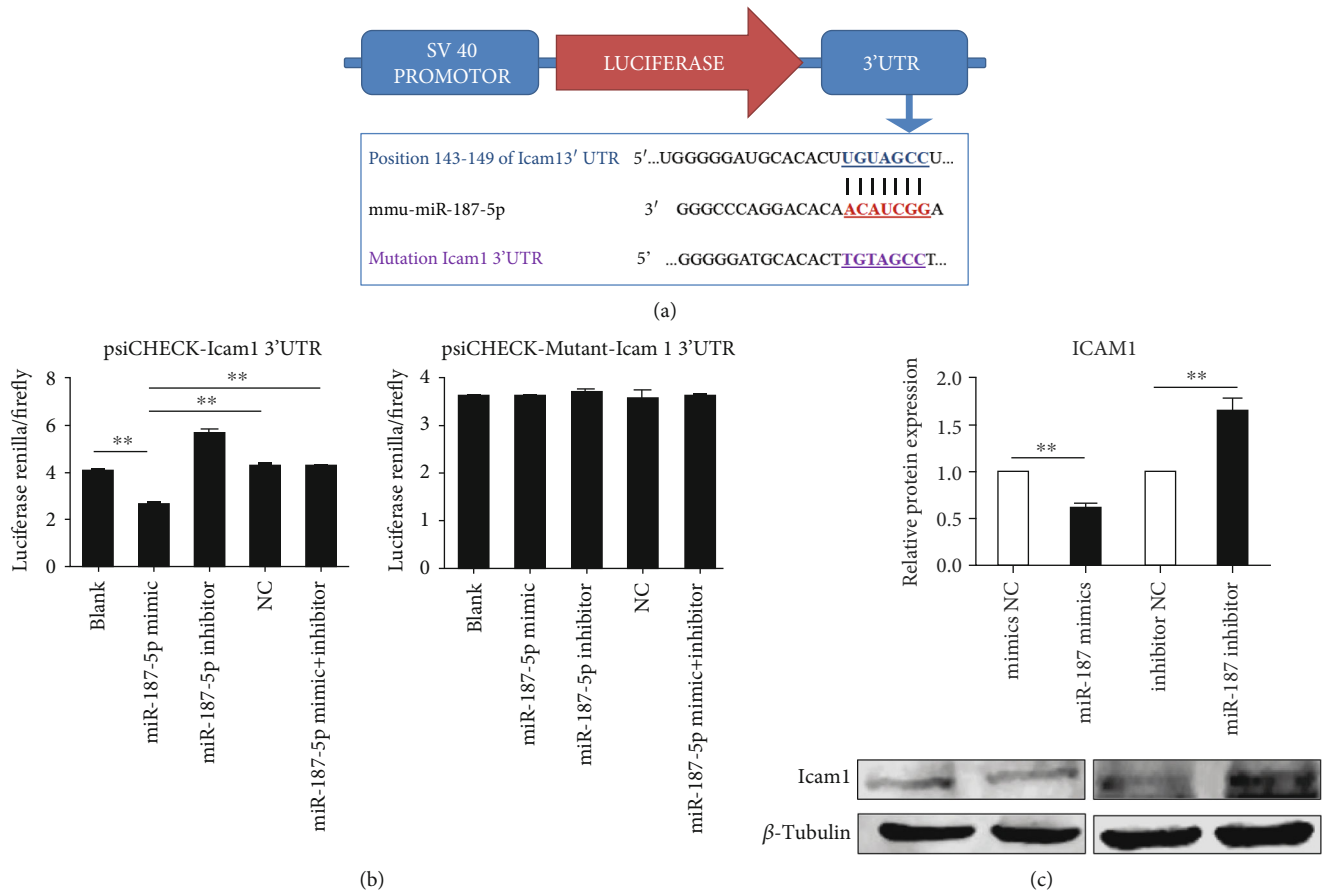 SV 40
PROMOTOR
LUCIFERASE
3'UTR
Position 143-149 of Icam13′ UTR 5′...UGGGGGAUGCACACUUGUAGCCU...
mmu-miR-187-5p 3′ GGGCCCAGGACACAACAUCGGA
Mutation Icam1 3'UTR 5' ...GGGGGATGCACACTTGTAGCCT...
(a)
psiCHECK-Icam1 3'UTR
Luciferase renilla/firefly
8
6
4
2
0
**
**
**
Blank
miR-187-5p mimic
miR-187-5p inhibitor
NC
miR-187-5p mimic+inhibitor
psiCHECK-Mutant-Icam 1 3'UTR
Luciferase renilla/firefly
4
3
2
1
0
Blank
miR-187-5p mimic
miR-187-5p inhibitor
NC
miR-187-5p mimic+inhibitor
(b)
ICAM1
Relative protein expression
2.0
1.5
1.0
0.5
0.0
**
**
mimics NC
miR-187 mimics
inhibitor NC
miR-187 inhibitor
Icam1
β-Tubulin
(c)